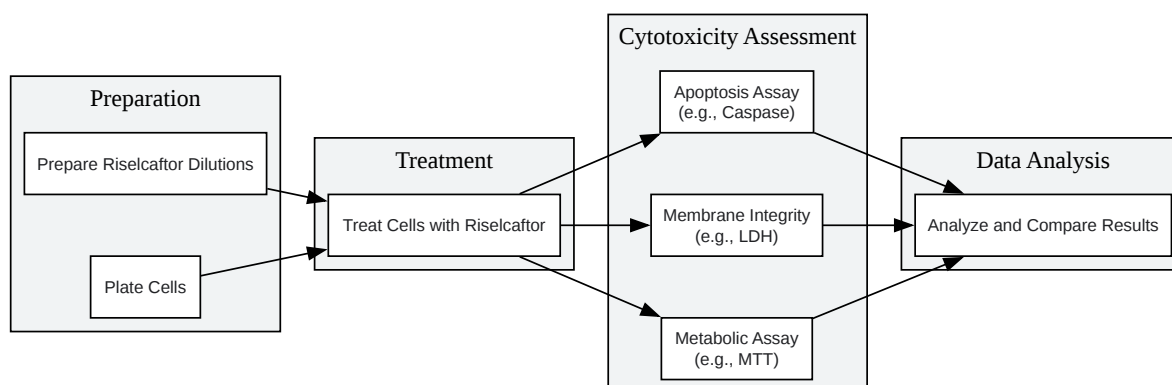 Preparation
Prepare Riselcaftor Dilutions
Plate Cells
Treatment
Treat Cells with Riselcaftor
Cytotoxicity Assessment
Apoptosis Assay
(e.g., Caspase)
Membrane Integrity
(e.g., LDH)
Metabolic Assay
(e.g., MTT)
Data Analysis
Analyze and Compare Results